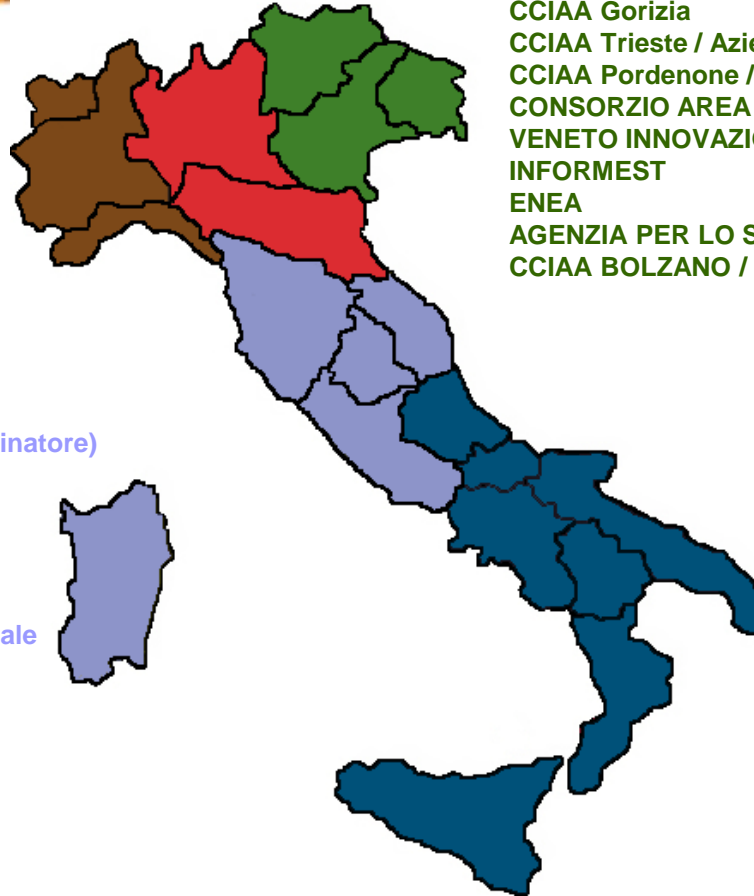 CCIAA Gorizia
CCIAA Trieste / Azie
CCIAA Pordenone /
CONSORZIO AREA
VENETO INNOVAZI
INFORMEST
ENEA
AGENZIA PER LO S
CCIAA BOLZANO /
inatore)
ale